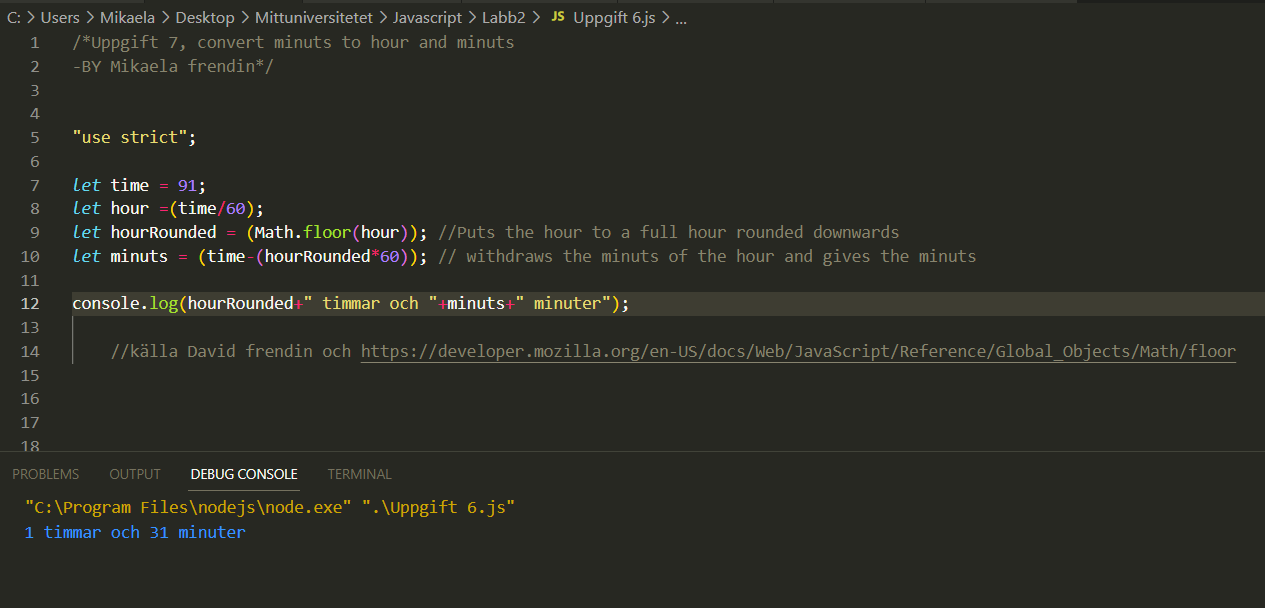 C: > Users > Mikaela > Desktop > Mittuniversitetet > Javascript > Labb2 > JS Uppgift 6.js > ...
1 /*Uppgift 7, convert minuts to hour and minuts
2 -BY Mikaela frendin*/
3
4
5 "use strict";
6
7 let time = 91;
8 let hour =(time/60);
9 let hourRounded = (Math.floor(hour)); //Puts the hour to a full hour rounded downwards
10 let minuts = (time-(hourRounded*60)); // withdraws the minuts of the hour and gives the minuts
11
12 console.log(hourRounded+" timmar och "+minuts+" minuter");
13
14 //källa David frendin och https://developer.mozilla.org/en-US/docs/Web/JavaScript/Reference/Global_Objects/Math/floor
15
16
17
18
PROBLEMS OUTPUT DEBUG CONSOLE TERMINAL
"C:\Program Files\nodejs\node.exe" ".\Uppgift 6.js"
1 timmar och 31 minuter